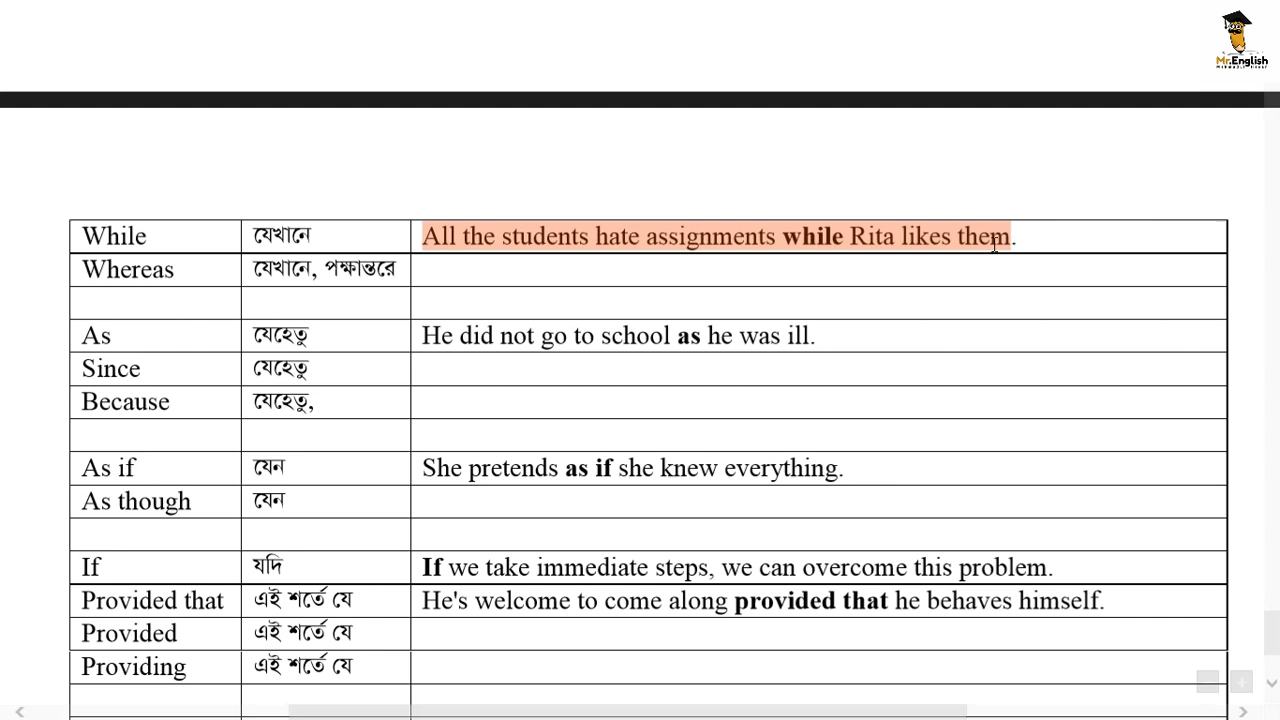 Mr.English
While যেখানে All the students hate assignments while Rita likes them.
Whereas যেখানে, পক্ষান্তরে
As যেহেতু He did not go to school as he was ill.
Since যেহেতু
Because যেহেতু,
As if যেন She pretends as if she knew everything.
As though যেন
If যদি If we take immediate steps, we can overcome this problem.
Provided that এই শর্তে যে He's welcome to come along provided that he behaves himself.
Provided এই শর্তে যে
Providing এই শর্তে যে